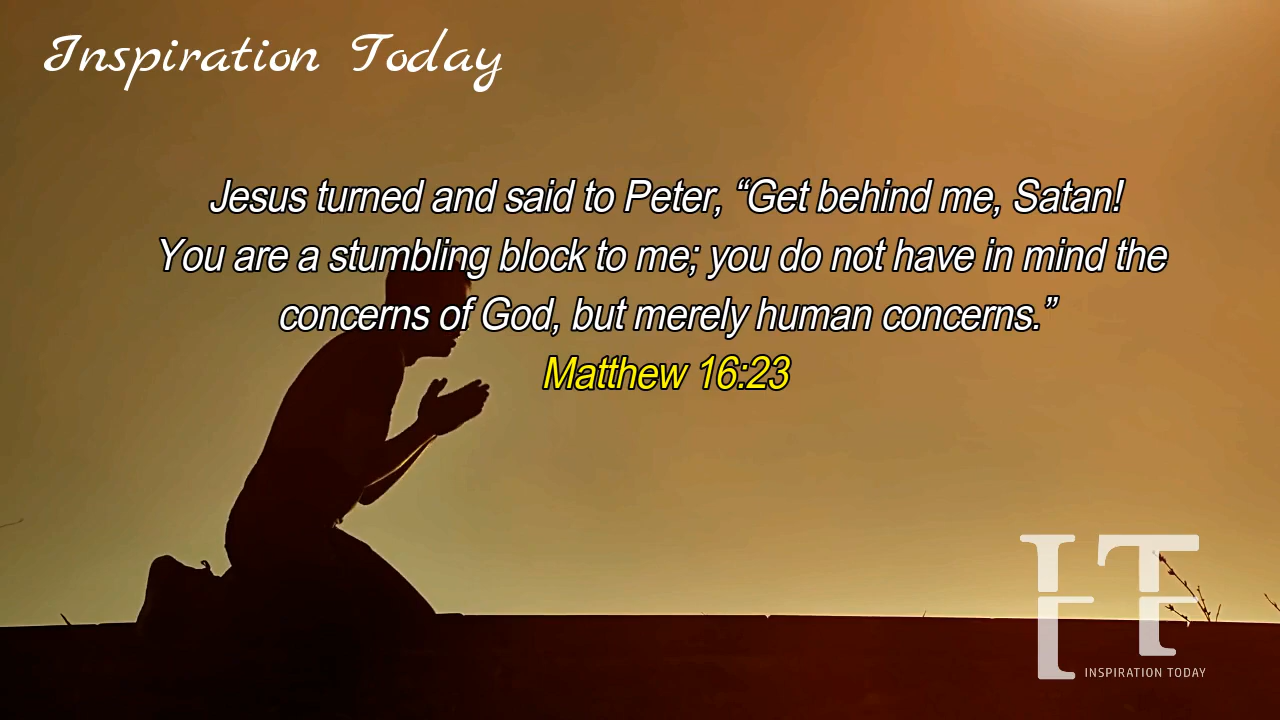 Inspiration Today
Jesus turned and said to Peter, “Get behind me, Satan!
You are a stumbling block to me; you do not have in mind the
concerns of God, but merely human concerns.”
Matthew 16:23
IT
INSPIRATION TODAY